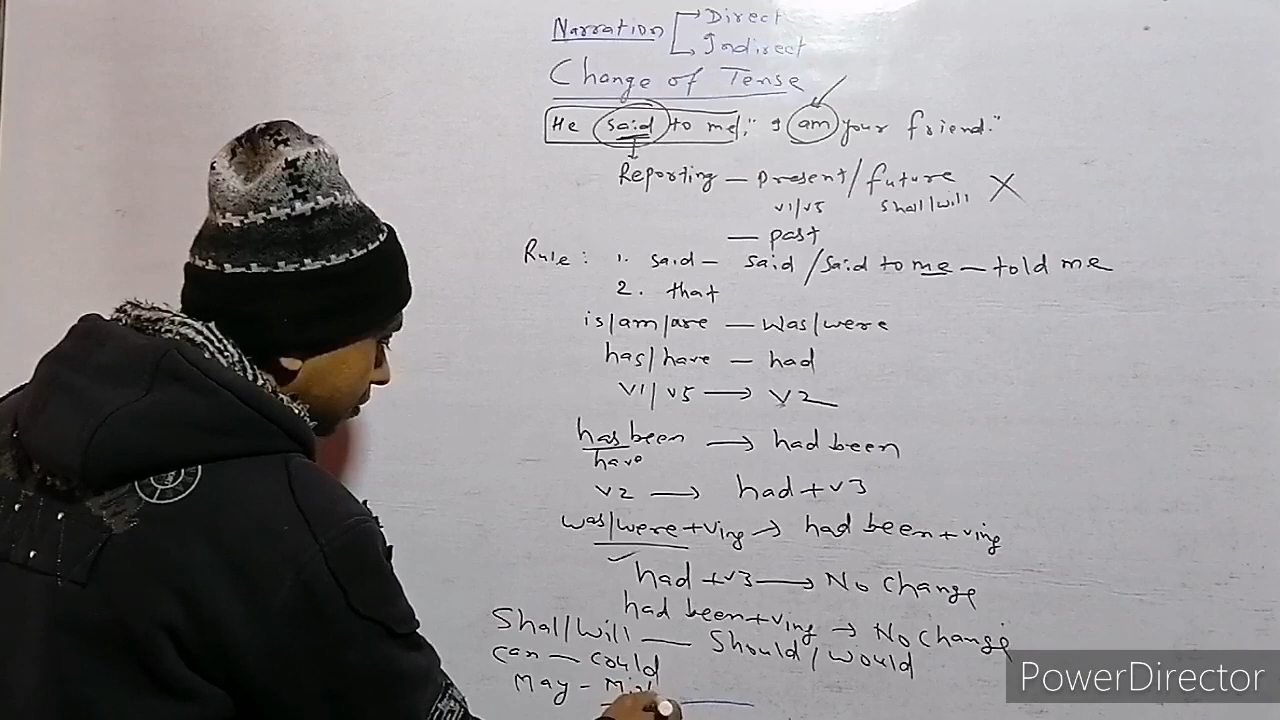 Narration Direct
Indirect
Change of Tense
He said to me, "I am your friend."
Reporting – Present/future X
V1/V5 shall/will
– past
Rule: 1. said – said/said to me – told me
2. that
is/am/are – was/were
has/have – had
V1/V5 → V2
has been → had been
have
V2 → had+V3
was/were+Ving → had been+Ving
✓ had +V3 → No change
had been+Ving → No change
Shall/Will – Should/would
Can – Could
May –
PowerDirector